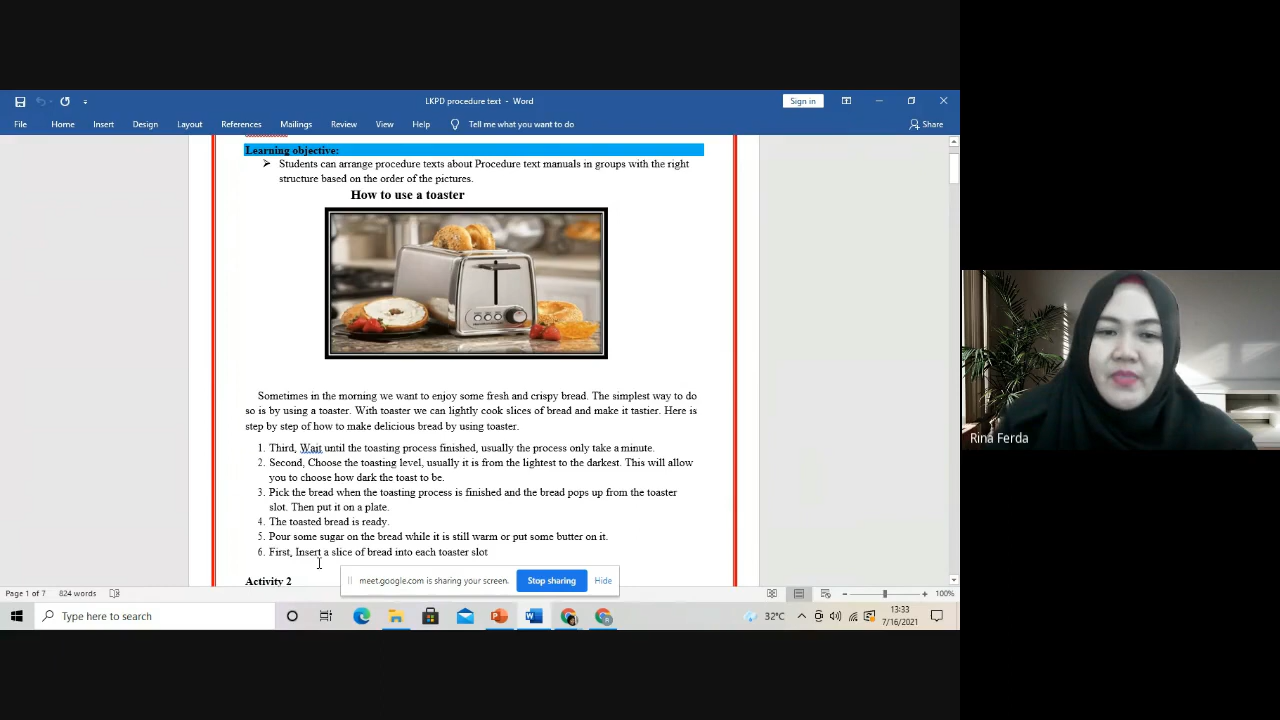 LKPD procedure text - Word
Sign in
File Home Insert Design Layout References Mailings Review View Help Tell me what you want to do Share
Learning objective:
➤ Students can arrange procedure texts about Procedure text manuals in groups with the right
structure based on the order of the pictures.
How to use a toaster
Sometimes in the morning we want to enjoy some fresh and crispy bread. The simplest way to do
so is by using a toaster. With toaster we can lightly cook slices of bread and make it tastier. Here is
step by step of how to make delicious bread by using toaster.
1. Third, Wait until the toasting process finished, usually the process only take a minute.
2. Second, Choose the toasting level, usually it is from the lightest to the darkest. This will allow
you to choose how dark the toast to be.
3. Pick the bread when the toasting process is finished and the bread pops up from the toaster
slot. Then put it on a plate.
4. The toasted bread is ready.
5. Pour some sugar on the bread while it is still warm or put some butter on it.
6. First, Insert a slice of bread into each toaster slot
Activity 2
meet.google.com is sharing your screen. Stop sharing Hide
Page 1 of 7 824 words 100%
Type here to search 32°C 13:33
7/16/2021
Rina Ferda